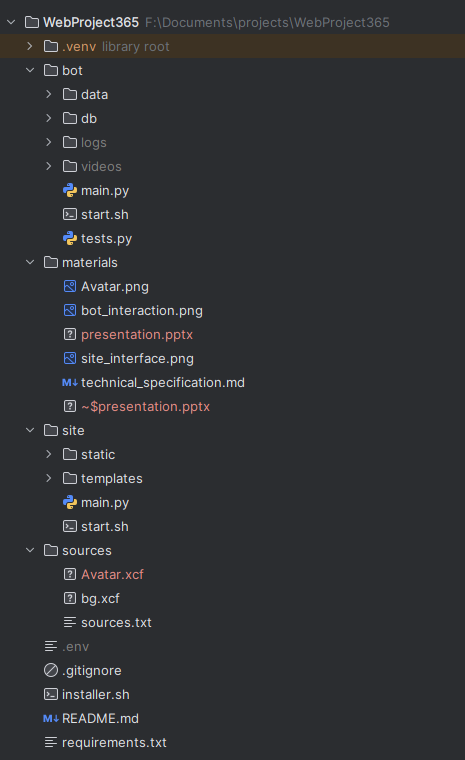 WebProject365 F:\Documents\projects\WebProject365
.venv library root
bot
data
db
logs
videos
main.py
start.sh
tests.py
materials
Avatar.png
bot_interaction.png
presentation.pptx
site_interface.png
M↓ technical_specification.md
~$presentation.pptx
site
static
templates
main.py
start.sh
sources
Avatar.xcf
bg.xcf
sources.txt
.env
.gitignore
installer.sh
M↓ README.md
requirements.txt